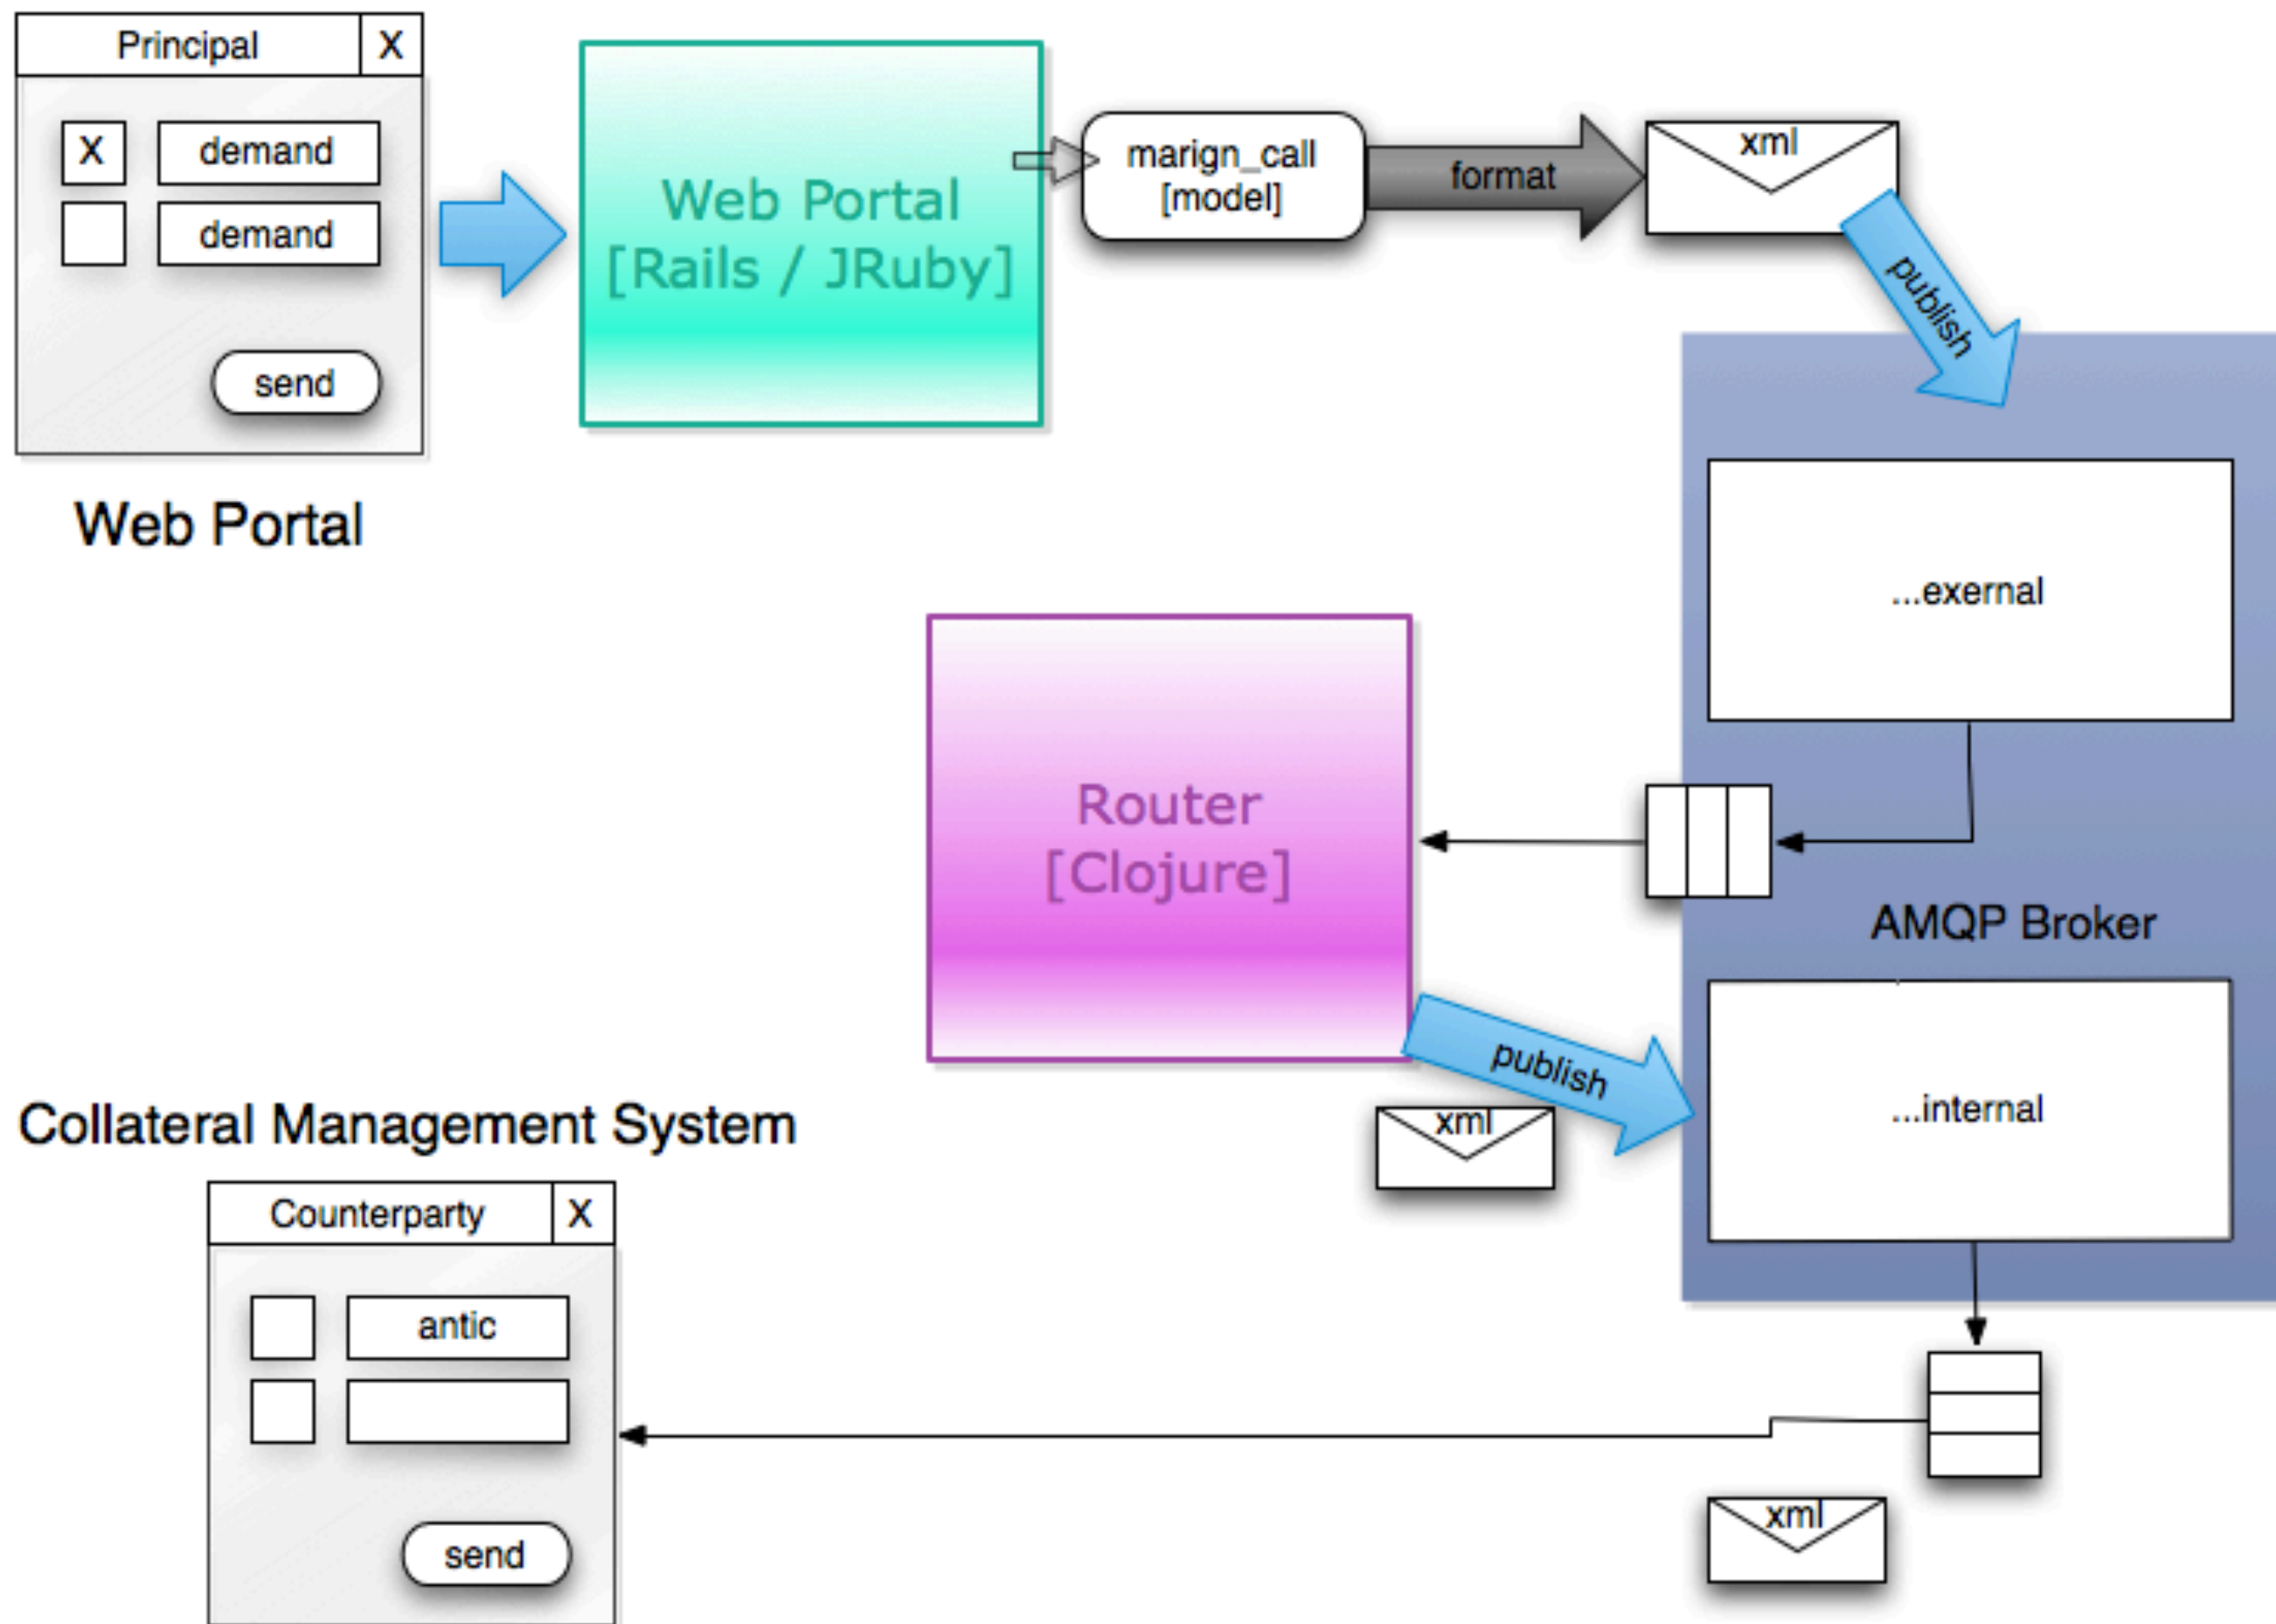 Principal X
X demand
demand
send
Web Portal
Web Portal
[Rails / JRuby]
marign_call
[model]
format
xml
publish
...exernal
Router
[Clojure]
AMQP Broker
publish
xml
...internal
Collateral Management System
Counterparty X
antic
send
xml